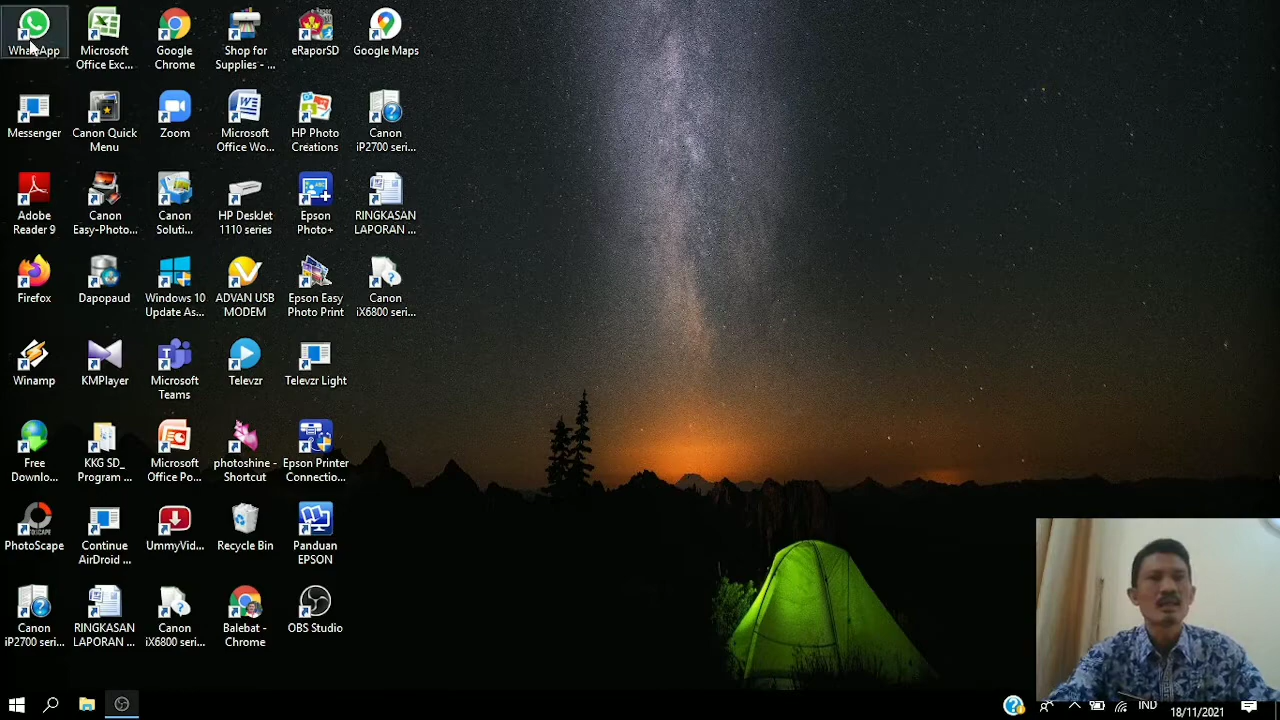 WhatsApp
Microsoft
Office Exc...
Google
Chrome
Shop for
Supplies - ...
eRaporSD
Google Maps
Messenger
Canon Quick
Menu
Zoom
Microsoft
Office Wo...
HP Photo
Creations
Canon
iP2700 seri...
Adobe
Reader 9
Canon
Easy-Photo...
Canon
Soluti...
HP DeskJet
1110 series
Epson
Photo+
RINGKASAN
LAPORAN ...
Firefox
Dapopaud
Windows 10
Update As...
ADVAN USB
MODEM
Epson Easy
Photo Print
Canon
iX6800 seri...
Winamp
KMPlayer
Microsoft
Teams
Televzr
Televzr Light
Free
Downlo...
KKG SD_
Program ...
Microsoft
Office Po...
photoshine -
Shortcut
Epson Printer
Connectio...
PhotoScape
Continue
AirDroid ...
UmmyVid...
Recycle Bin
Panduan
EPSON
Canon
iP2700 seri...
RINGKASAN
LAPORAN ...
Canon
iX6800 seri...
Balebat -
Chrome
OBS Studio
IND
18/11/2021